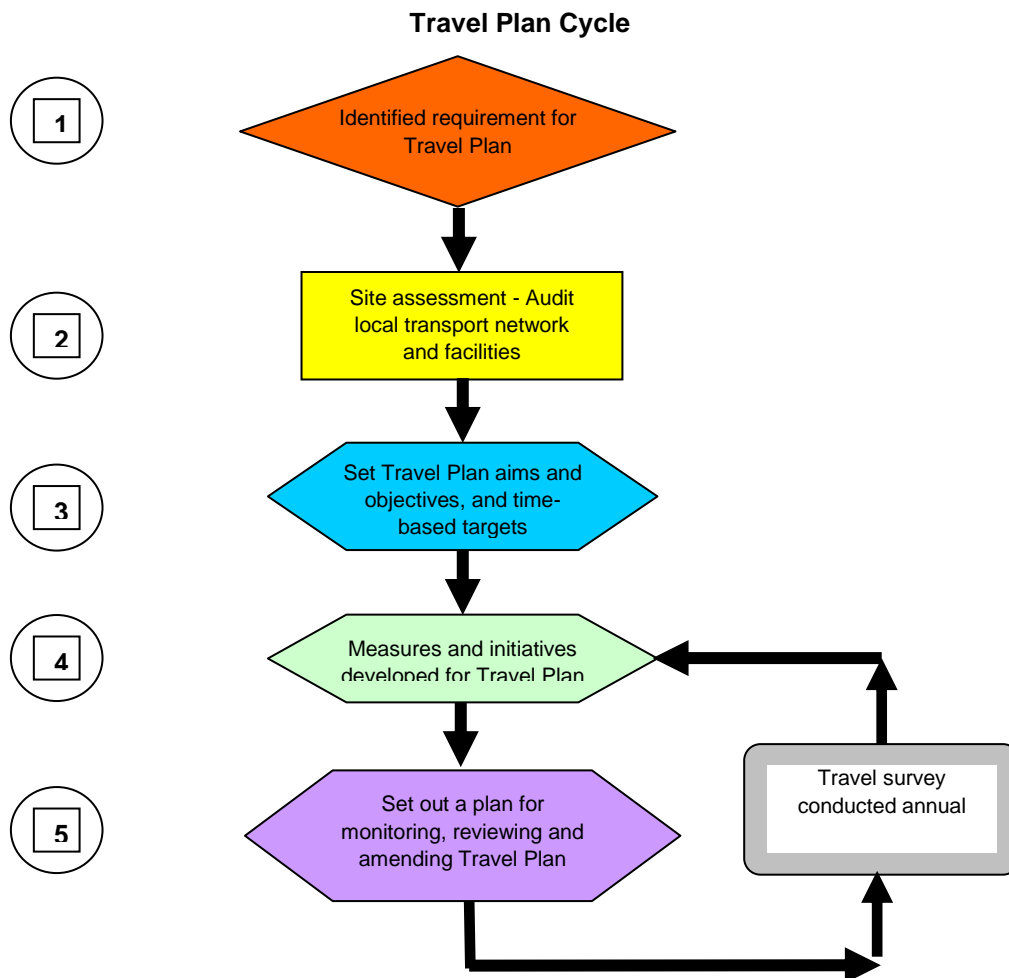 Travel Plan Cycle
1
Identified requirement for
Travel Plan
2
Site assessment - Audit
local transport network
and facilities
3
Set Travel Plan aims and
objectives, and time-
based targets
4
Measures and initiatives
developed for Travel Plan
5
Set out a plan for
monitoring, reviewing and
amending Travel Plan
Travel survey
conducted annual